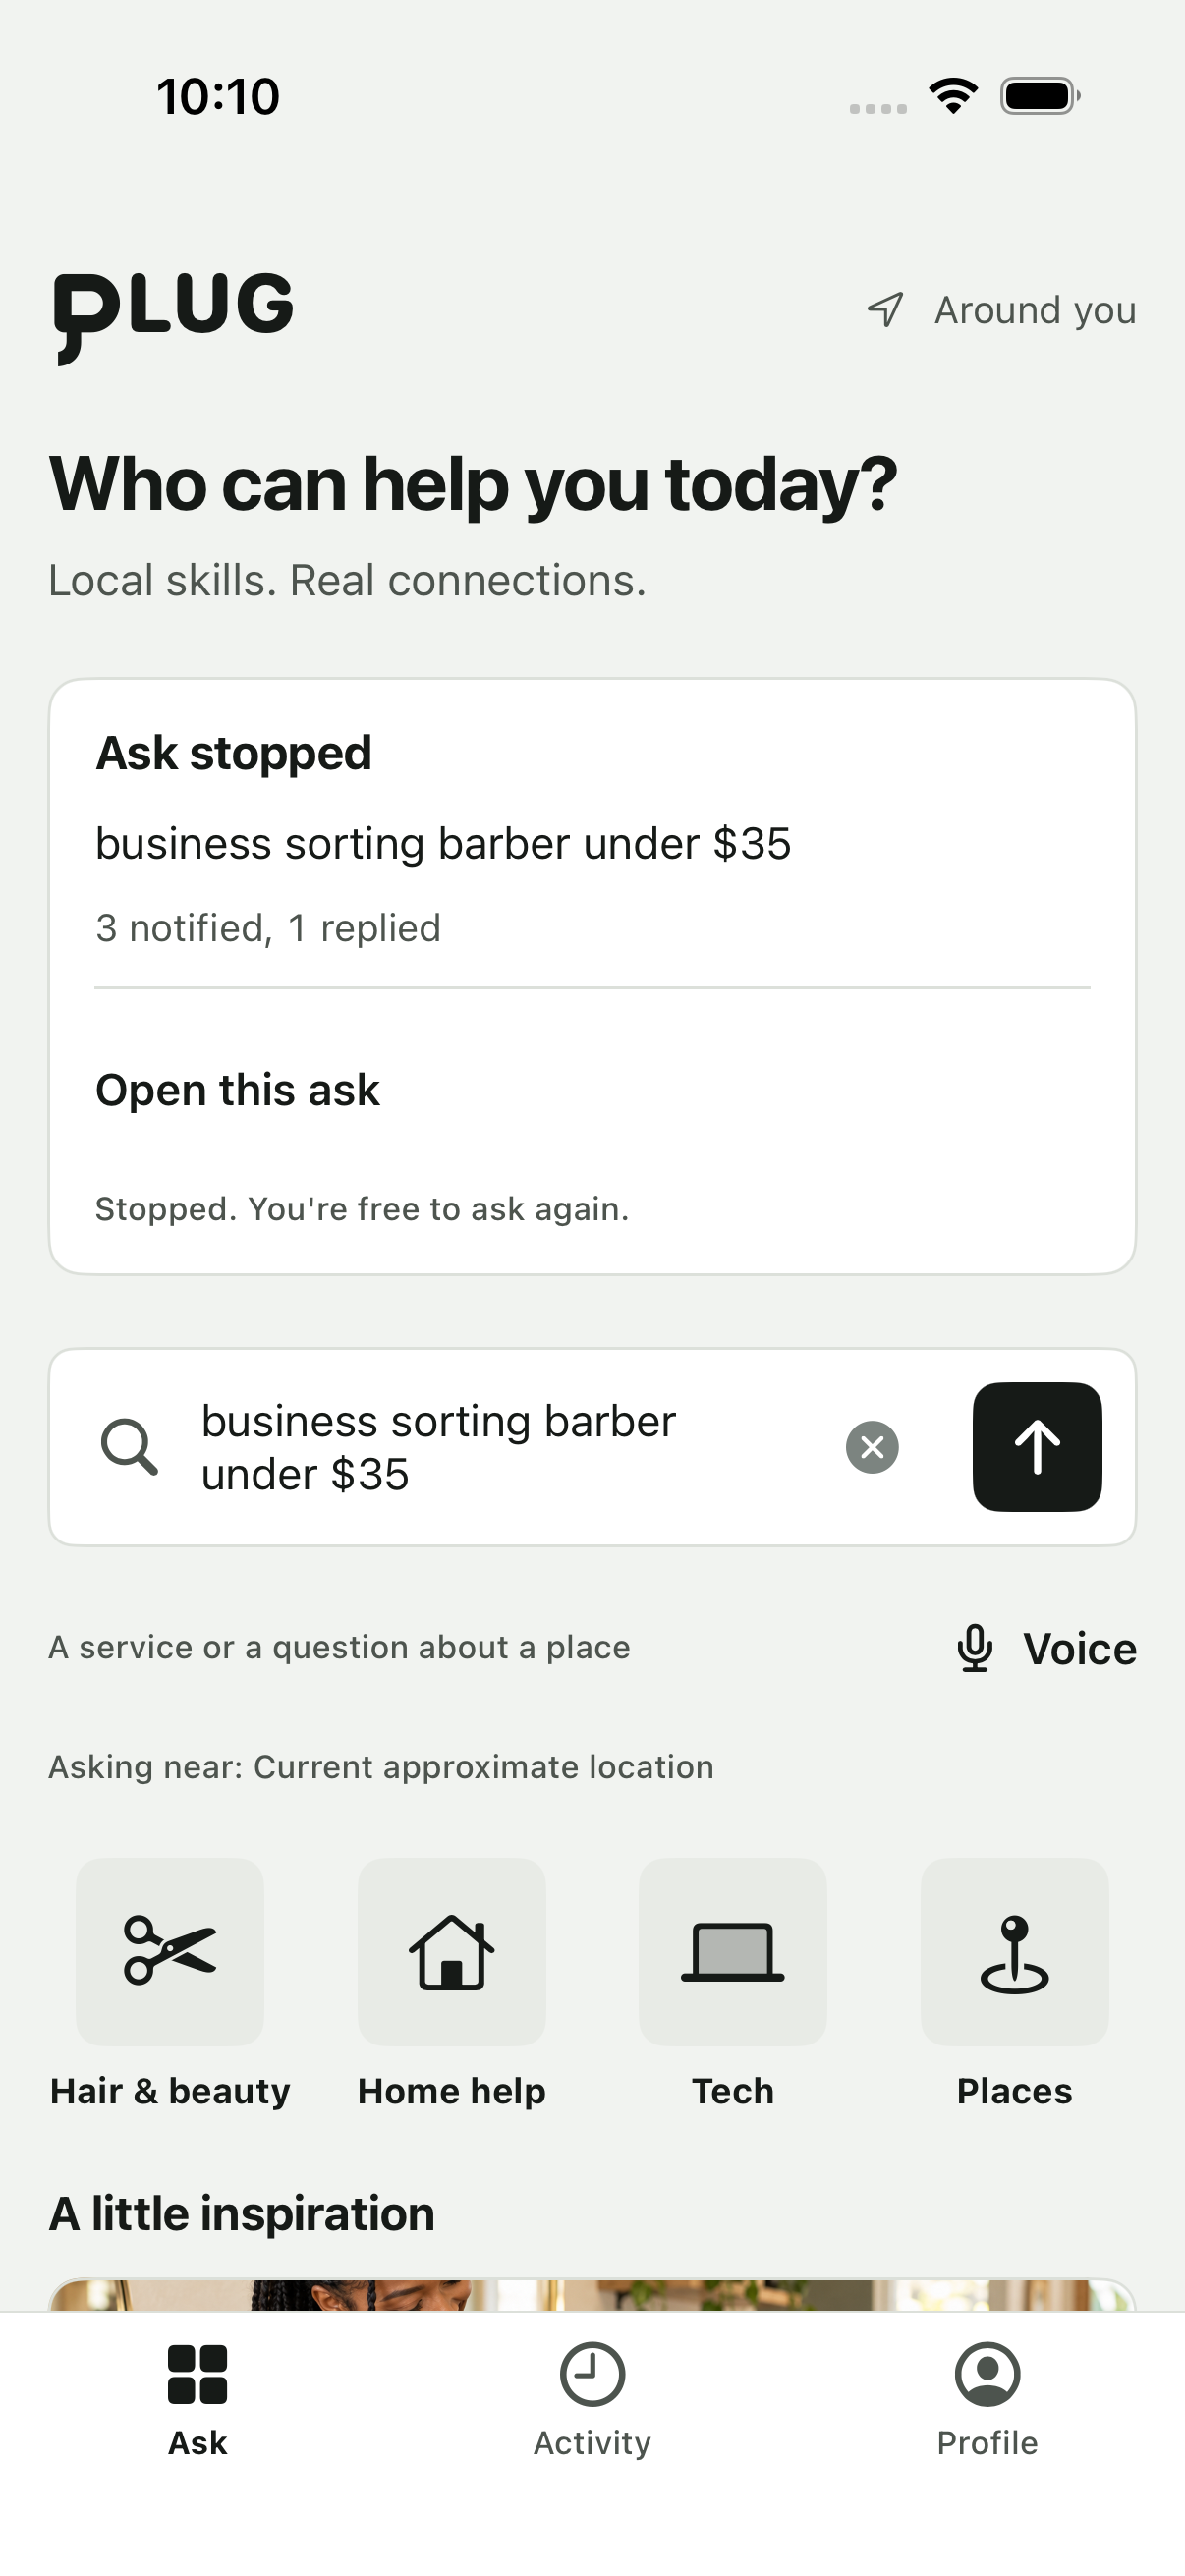 10:10
PLUG
Around you
Who can help you today?
Local skills. Real connections.
Ask stopped
business sorting barber under $35
3 notified, 1 replied
Open this ask
Stopped. You're free to ask again.
business sorting barber
under $35
A service or a question about a place
Voice
Asking near: Current approximate location
Hair & beauty
Home help
Tech
Places
A little inspiration
Ask
Activity
Profile